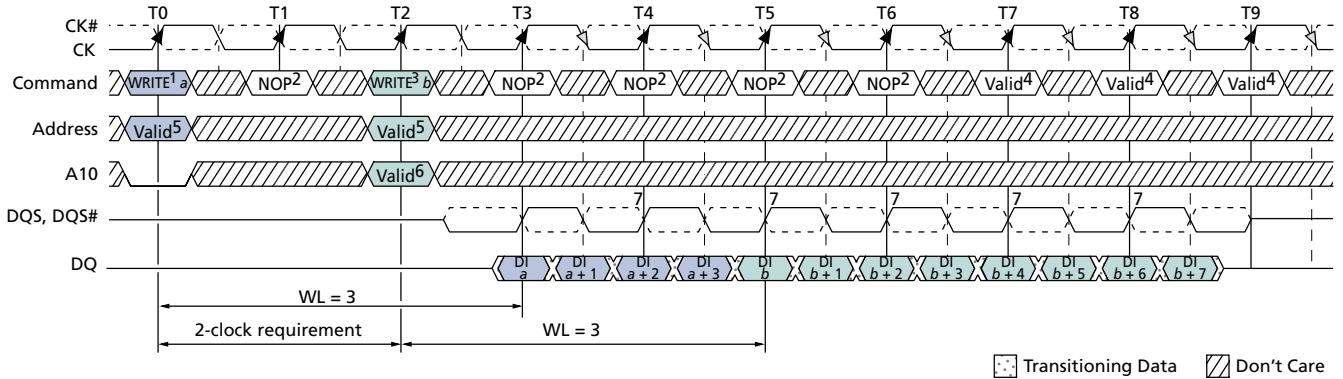 T0 T1 T2 T3 T4 T5 T6 T7 T8 T9
CK#
CK
Command WRITE1 a NOP2 WRITE3 b NOP2 NOP2 NOP2 NOP2 Valid4 Valid4 Valid4
Address Valid5 Valid5
A10 Valid6
7 7 7 7 7
DQS, DQS#
DQ DI a DI a + 1 DI a + 2 DI a + 3 DI b DI b + 1 DI b + 2 DI b + 3 DI b + 4 DI b + 5 DI b + 6 DI b + 7
WL = 3
2-clock requirement WL = 3
Transitioning Data Don't Care